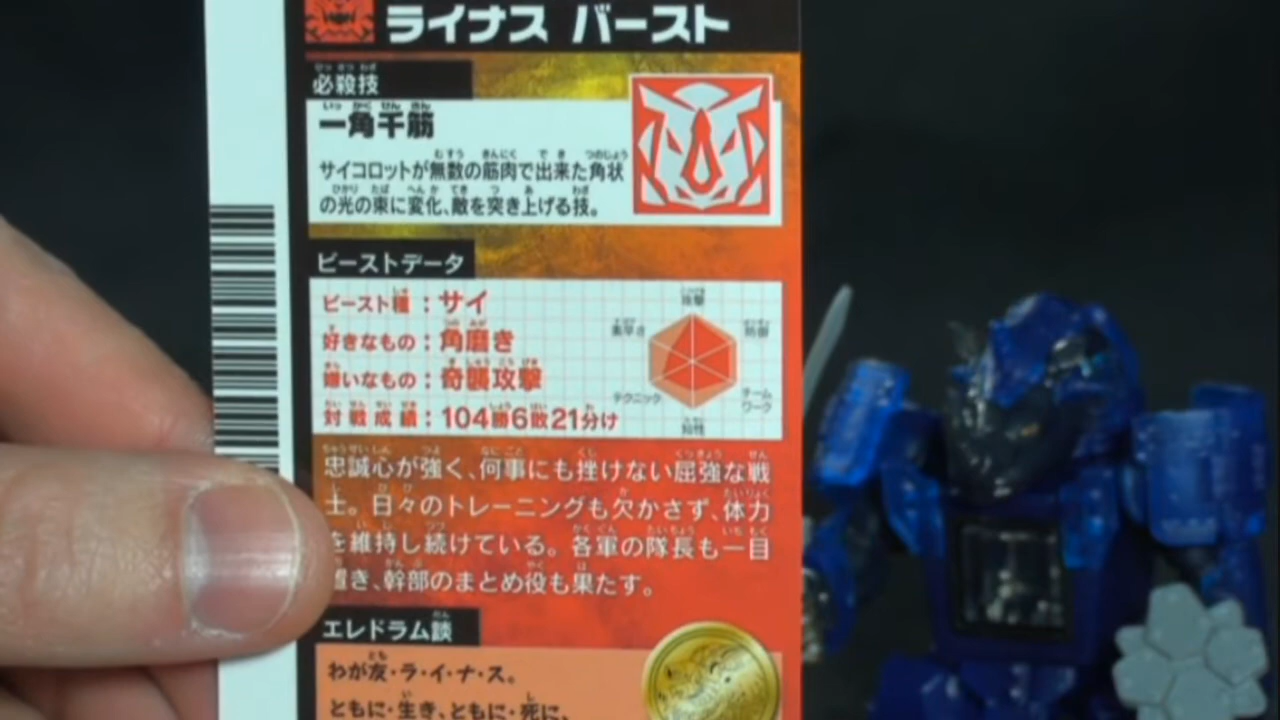 ライナス バースト
必殺技
一角千筋
サイコロットが無数の筋肉で出来た角状
の光の束に変化、敵を突き上げる技。
ビーストデータ
ビースト種：サイ
好きなもの：角磨き
嫌いなもの：奇襲攻撃
対戦成績：104勝6敗21分け
攻撃
素早さ
防御
テクニック
チーム
ワーク
知性
忠誠心が強く、何事にも挫けない屈強な戦
士。日々のトレーニングも欠かさず、体力
を維持し続けている。各軍の隊長も一目
置き、幹部のまとめ役も果たす。
エレドラム談
わが友・ラ・イ・ナ・ス。
ともに・生き、ともに・死に、